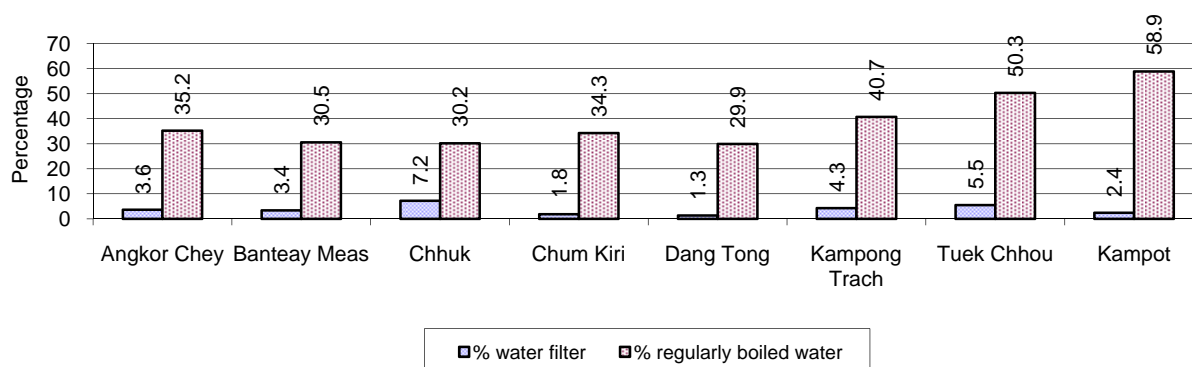 Percentage
70
60
50
40
30
20
10
0
3.6
35.2
3.4
30.5
7.2
30.2
1.8
34.3
1.3
29.9
4.3
40.7
5.5
50.3
2.4
58.9
Angkor Chey
Banteay Meas
Chhuk
Chum Kiri
Dang Tong
Kampong
Trach
Tuek Chhou
Kampot
% water filter
% regularly boiled water